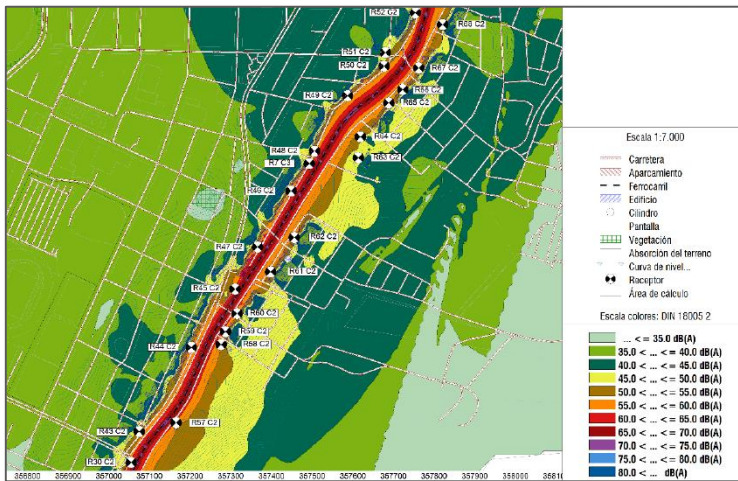 R52 C2
R68 C2
R51 C2
R50 C2
R67 C2
R66 C2
R49 C2
R65 C2
R64 C2
R48 C2
R63 C2
R7 C3
R46 C2
R62 C2
R47 C2
R61 C2
R45 C2
R60 C2
R59 C2
R44 C2
R58 C2
R57 C2
R43 C2
R30 C2
356800 356900 357000 357100 357200 357300 357400 357500 357600 357700 357800 357900 358000 3581
Escala 1:7.000
Carretera
Aparcamiento
Ferrocarril
Edificio
Cilindro
Pantalla
Vegetación
Absorción del terreno
Curva de nivel...
Receptor
Área de cálculo
Escala colores: DIN 18005 2
... <= 35.0 dB(A)
35.0 < ... <= 40.0 dB(A)
40.0 < ... <= 45.0 dB(A)
45.0 < ... <= 50.0 dB(A)
50.0 < ... <= 55.0 dB(A)
55.0 < ... <= 60.0 dB(A)
60.0 < ... <= 65.0 dB(A)
65.0 < ... <= 70.0 dB(A)
70.0 < ... <= 75.0 dB(A)
75.0 < ... <= 80.0 dB(A)
80.0 < ... dB(A)